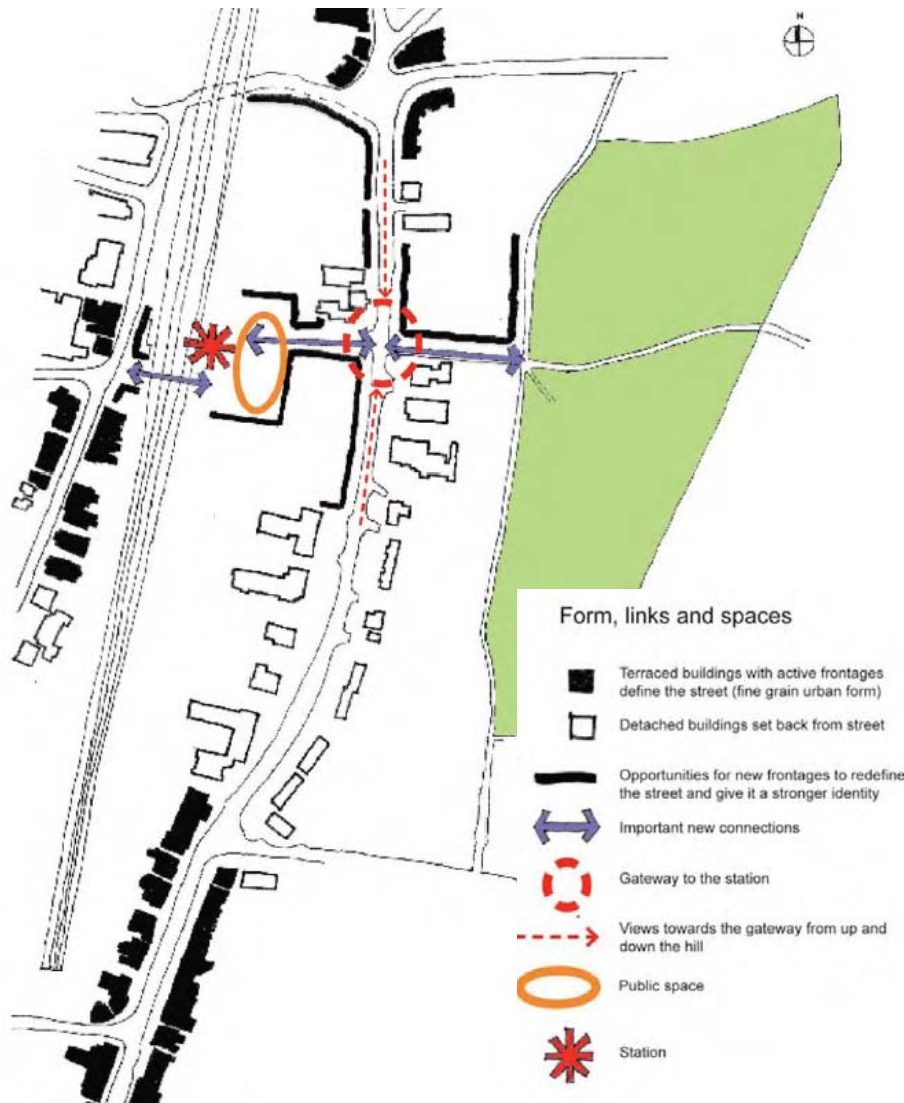 N
Form, links and spaces
Terraced buildings with active frontages
define the street (fine grain urban form)
Detached buildings set back from street
Opportunities for new frontages to redefine
the street and give it a stronger identity
Important new connections
Gateway to the station
Views towards the gateway from up and
down the hill
Public space
Station